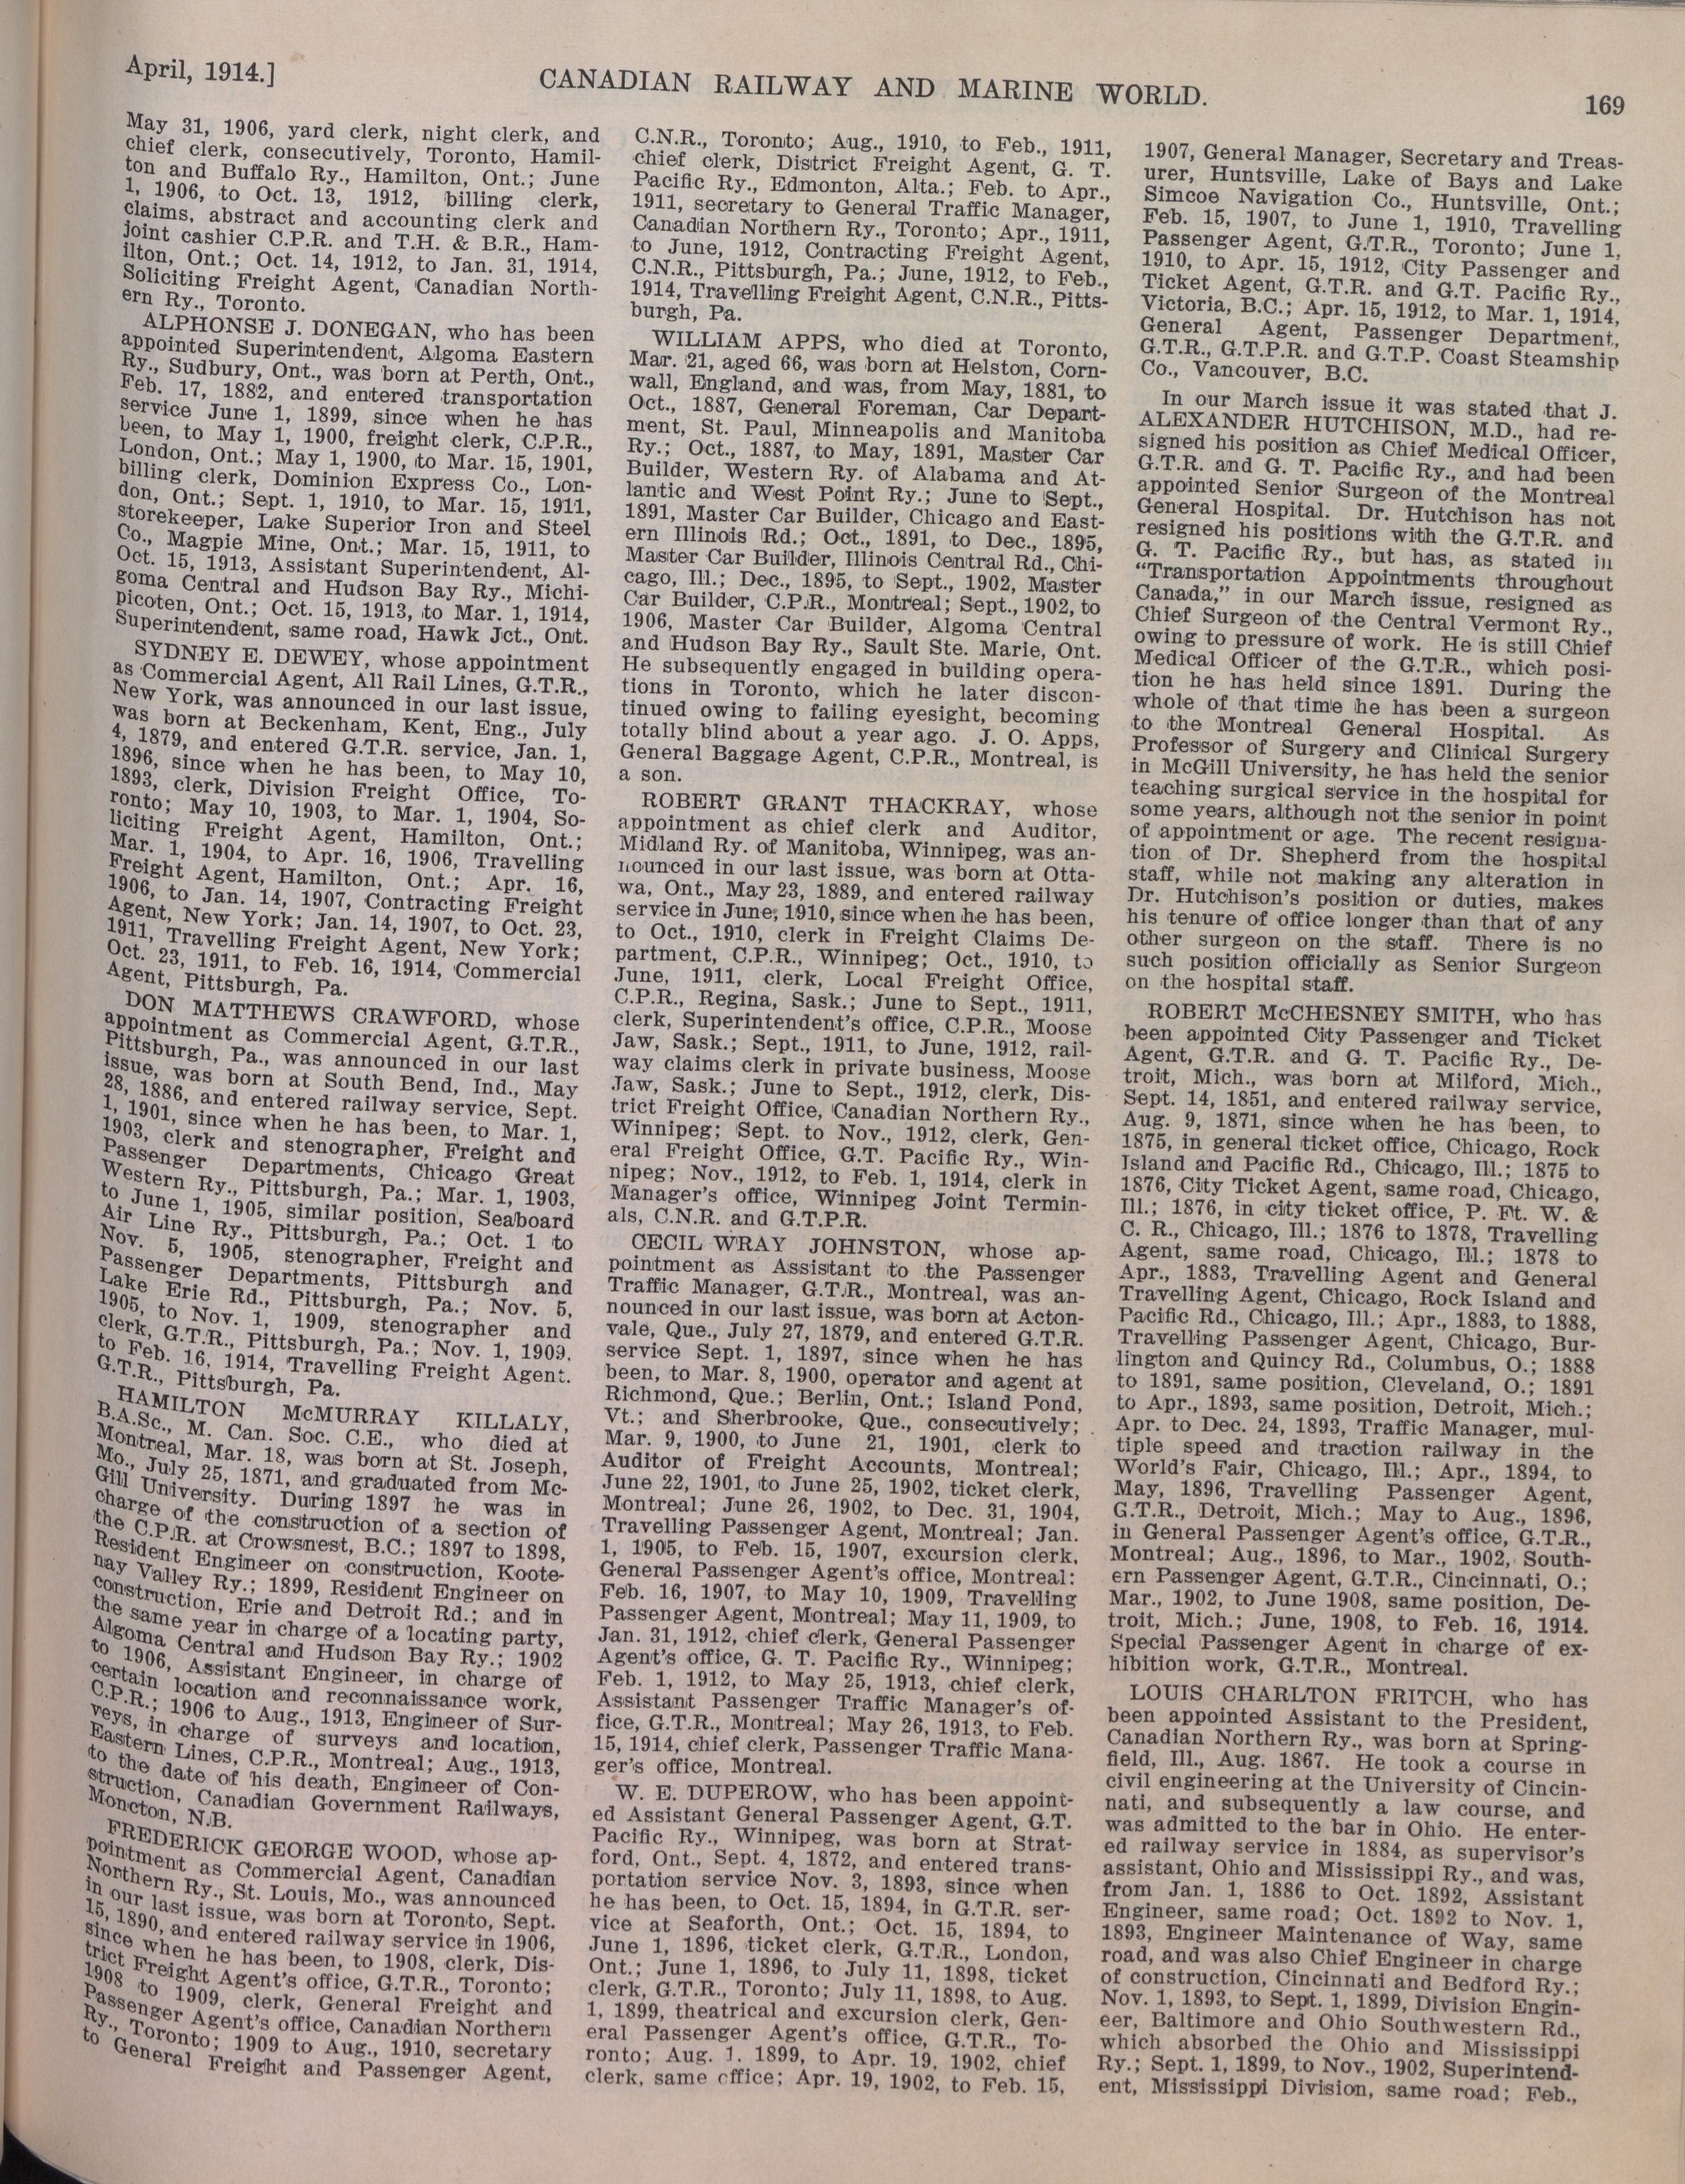 April, 1914.]
CANADIAN RAILWAY AND MARINE WORLD.
169
May 31, 1906, yard clerk, night clerk, and
chief clerk, consecutively, Toronto, Hamil-
ton and Buffalo Ry., Hamilton, Ont.; June
1, 1906, to Oct. 13, 1912, billing clerk,
claims, abstract and accounting clerk and
joint cashier C.P.R. and T.H. & B.R., Ham-
ilton, Ont.; Oct. 14, 1912, to Jan. 31, 1914,
Soliciting Freight Agent, Canadian North-
ern Ry., Toronto.
ALPHONSE J. DONEGAN, who has been
appointed Superintendent, Algoma Eastern
Ry., Sudbury, Ont., was born at Perth, Ont.,
Feb. 17, 1882, and entered transportation
service June 1, 1899, since when he has
been, to May 1, 1900, freight clerk, C.P.R.,
London, Ont.; May 1, 1900, to Mar. 15, 1901,
billing clerk, Dominion Express Co., Lon-
don, Ont.; Sept. 1, 1910, to Mar. 15, 1911,
storekeeper, Lake Superior Iron and Steel
Co., Magpie Mine, Ont.; Mar. 15, 1911, to
Oct. 15, 1913, Assistant Superintendent, Al-
goma Central and Hudson Bay Ry., Michi-
picoten, Ont.; Oct. 15, 1913, to Mar. 1, 1914,
Superintendent, same road, Hawk Jct., Ont.
SYDNEY E. DEWEY, whose appointment
as Commercial Agent, All Rail Lines, G.T.R.,
New York, was announced in our last issue,
was born at Beckenham, Kent, Eng., July
4, 1879, and entered G.T.R. service, Jan. 1,
1896, since when he has been, to May 10,
1893, clerk, Division Freight Office, To-
ronto; May 10, 1903, to Mar. 1, 1904, So-
liciting Freight Agent, Hamilton, Ont.;
Mar. 1, 1904, to Apr. 16, 1906, Travelling
Freight Agent, Hamilton, Ont.; Apr. 16,
1906, to Jan. 14, 1907, Contracting Freight
Agent, New York; Jan. 14, 1907, to Oct. 23,
1911, Travelling Freight Agent, New York;
Oct. 23, 1911, to Feb. 16, 1914, Commercial
Agent, Pittsburgh, Pa.
DON MATTHEWS CRAWFORD, whose
appointment as Commercial Agent, G.T.R.,
Pittsburgh, Pa., was announced in our last
issue, was born at South Bend, Ind., May
28, 1886, and entered railway service, Sept.
1, 1901, since when he has been, to Mar. 1,
1903, clerk and stenographer, Freight and
Passenger Departments, Chicago Great
Western Ry., Pittsburgh, Pa.; Mar. 1, 1903,
to June 1, 1905, similar position, Seaboard
Air Line Ry., Pittsburgh, Pa.; Oct. 1 to
Nov. 5, 1905, stenographer, Freight and
Passenger Departments, Pittsburgh and
Lake Erie Rd., Pittsburgh, Pa.; Nov. 5,
1905, to Nov. 1, 1909, stenographer and
clerk, G.T.R., Pittsburgh, Pa.; Nov. 1, 1909,
to Feb. 16, 1914, Travelling Freight Agent.
G.T.R., Pittsburgh, Pa.
HAMILTON McMURRAY KILLALY,
B.A.Sc., M. Can. Soc. C.E., who died at
Montreal, Mar. 18, was born at St. Joseph,
Mo., July 25, 1871, and graduated from Mc-
Gill University. During 1897 he was in
charge of the construction of a section of
the C.P.R. at Crowsnest, B.C.; 1897 to 1898,
Resident Engineer on construction, Koote-
nay Valley Ry.; 1899, Resident Engineer on
construction, Erie and Detroit Rd.; and in
the same year in charge of a locating party,
Algoma Central and Hudson Bay Ry.; 1902
to 1906, Assistant Engineer, in charge of
certain location and reconnaissance work,
C.P.R.; 1906 to Aug., 1913, Engineer of Sur-
veys, in charge of surveys and location,
Eastern Lines, C.P.R., Montreal; Aug., 1913,
to the date of his death, Engineer of Con-
struction, Canadian Government Railways,
Moncton, N.B.
FREDERICK GEORGE WOOD, whose ap-
pointment as Commercial Agent, Canadian
Northern Ry., St. Louis, Mo., was announced
in our last issue, was born at Toronto, Sept.
15, 1890, and entered railway service in 1906,
since when he has been, to 1908, clerk, Dis-
trict Freight Agent's office, G.T.R., Toronto;
1908 to 1909, clerk, General Freight and
Passenger Agent's office, Canadian Northern
Ry., Toronto; 1909 to Aug., 1910, secretary
to General Freight and Passenger Agent,
C.N.R., Toronto; Aug., 1910, to Feb., 1911,
chief clerk, District Freight Agent, G. T.
Pacific Ry., Edmonton, Alta.; Feb. to Apr.,
1911, secretary to General Traffic Manager,
Canadian Northern Ry., Toronto; Apr., 1911,
to June, 1912, Contracting Freight Agent,
C.N.R., Pittsburgh, Pa.; June, 1912, to Feb.,
1914, Travelling Freight Agent, C.N.R., Pitts-
burgh, Pa.
WILLIAM APPS, who died at Toronto,
Mar. 21, aged 66, was born at Helston, Corn-
wall, England, and was, from May, 1881, to
Oct., 1887, General Foreman, Car Depart-
ment, St. Paul, Minneapolis and Manitoba
Ry.; Oct., 1887, to May, 1891, Master Car
Builder, Western Ry. of Alabama and At-
lantic and West Point Ry.; June to Sept.,
1891, Master Car Builder, Chicago and East-
ern Illinois Rd.; Oct., 1891, to Dec., 1895,
Master Car Builder, Illinois Central Rd., Chi-
cago, Ill.; Dec., 1895, to Sept., 1902, Master
Car Builder, C.P.R., Montreal; Sept., 1902, to
1906, Master Car Builder, Algoma Central
and Hudson Bay Ry., Sault Ste. Marie, Ont.
He subsequently engaged in building opera-
tions in Toronto, which he later discon-
tinued owing to failing eyesight, becoming
totally blind about a year ago. J. O. Apps,
General Baggage Agent, C.P.R., Montreal, is
a son.
ROBERT GRANT THACKRAY, whose
appointment as chief clerk and Auditor,
Midland Ry. of Manitoba, Winnipeg, was an-
nounced in our last issue, was born at Otta-
wa, Ont., May 23, 1889, and entered railway
service in June, 1910, since when he has been,
to Oct., 1910, clerk in Freight Claims De-
partment, C.P.R., Winnipeg; Oct., 1910, to
June, 1911, clerk, Local Freight Office,
C.P.R., Regina, Sask.; June to Sept., 1911,
clerk, Superintendent's office, C.P.R., Moose
Jaw, Sask.; Sept., 1911, to June, 1912, rail-
way claims clerk in private business, Moose
Jaw, Sask.; June to Sept., 1912, clerk, Dis-
trict Freight Office, Canadian Northern Ry.,
Winnipeg; Sept. to Nov., 1912, clerk, Gen-
eral Freight Office, G.T. Pacific Ry., Win-
nipeg; Nov., 1912, to Feb. 1, 1914, clerk in
Manager's office, Winnipeg Joint Termin-
als, C.N.R. and G.T.P.R.
CECIL WRAY JOHNSTON, whose ap-
pointment as Assistant to the Passenger
Traffic Manager, G.T.R., Montreal, was an-
nounced in our last issue, was born at Acton-
vale, Que., July 27, 1879, and entered G.T.R.
service Sept. 1, 1897, since when he has
been, to Mar. 8, 1900, operator and agent at
Richmond, Que.; Berlin, Ont.; Island Pond,
Vt.; and Sherbrooke, Que., consecutively;
Mar. 9, 1900, to June 21, 1901, clerk to
Auditor of Freight Accounts, Montreal;
June 22, 1901, to June 25, 1902, ticket clerk,
Montreal; June 26, 1902, to Dec. 31, 1904,
Travelling Passenger Agent, Montreal; Jan.
1, 1905, to Feb. 15, 1907, excursion clerk,
General Passenger Agent's office, Montreal:
Feb. 16, 1907, to May 10, 1909, Travelling
Passenger Agent, Montreal; May 11, 1909, to
Jan. 31, 1912, chief clerk, General Passenger
Agent's office, G. T. Pacific Ry., Winnipeg;
Feb. 1, 1912, to May 25, 1913, chief clerk,
Assistant Passenger Traffic Manager's of-
fice, G.T.R., Montreal; May 26, 1913, to Feb.
15, 1914, chief clerk, Passenger Traffic Mana-
ger's office, Montreal.
W. E. DUPEROW, who has been appoint-
ed Assistant General Passenger Agent, G.T.
Pacific Ry., Winnipeg, was born at Strat-
ford, Ont., Sept. 4, 1872, and entered trans-
portation service Nov. 3, 1893, since when
he has been, to Oct. 15, 1894, in G.T.R. ser-
vice at Seaforth, Ont.; Oct. 15, 1894, to
June 1, 1896, ticket clerk, G.T.R., London,
Ont.; June 1, 1896, to July 11, 1898, ticket
clerk, G.T.R., Toronto; July 11, 1898, to Aug.
1, 1899, theatrical and excursion clerk, Gen-
eral Passenger Agent's office, G.T.R., To-
ronto; Aug. 1, 1899, to Apr. 19, 1902, chief
clerk, same office; Apr. 19, 1902, to Feb. 15,
1907, General Manager, Secretary and Treas-
urer, Huntsville, Lake of Bays and Lake
Simcoe Navigation Co., Huntsville, Ont.;
Feb. 15, 1907, to June 1, 1910, Travelling
Passenger Agent, G.T.R., Toronto; June 1,
1910, to Apr. 15, 1912, City Passenger and
Ticket Agent, G.T.R. and G.T. Pacific Ry.,
Victoria, B.C.; Apr. 15, 1912, to Mar. 1, 1914,
General Agent, Passenger Department,
G.T.R., G.T.P.R. and G.T.P. Coast Steamship
Co., Vancouver, B.C.
In our March issue it was stated that J.
ALEXANDER HUTCHISON, M.D., had re-
signed his position as Chief Medical Officer,
G.T.R. and G. T. Pacific Ry., and had been
appointed Senior Surgeon of the Montreal
General Hospital. Dr. Hutchison has not
resigned his positions with the G.T.R. and
G. T. Pacific Ry., but has, as stated in
"Transportation Appointments throughout
Canada," in our March issue, resigned as
Chief Surgeon of the Central Vermont Ry.,
owing to pressure of work. He is still Chief
Medical Officer of the G.T.R., which posi-
tion he has held since 1891. During the
whole of that time he has been a surgeon
to the Montreal General Hospital. As
Professor of Surgery and Clinical Surgery
in McGill University, he has held the senior
teaching surgical service in the hospital for
some years, although not the senior in point
of appointment or age. The recent resigna-
tion of Dr. Shepherd from the hospital
staff, while not making any alteration in
Dr. Hutchison's position or duties, makes
his tenure of office longer than that of any
other surgeon on the staff. There is no
such position officially as Senior Surgeon
on the hospital staff.
ROBERT McCHESNEY SMITH, who has
been appointed City Passenger and Ticket
Agent, G.T.R. and G. T. Pacific Ry., De-
troit, Mich., was born at Milford, Mich.,
Sept. 14, 1851, and entered railway service,
Aug. 9, 1871, since when he has been, to
1875, in general ticket office, Chicago, Rock
Island and Pacific Rd., Chicago, Ill.; 1875 to
1876, City Ticket Agent, same road, Chicago,
Ill.; 1876, in city ticket office, P. Ft. W. &
C. R., Chicago, Ill.; 1876 to 1878, Travelling
Agent, same road, Chicago, Ill.; 1878 to
Apr., 1883, Travelling Agent and General
Travelling Agent, Chicago, Rock Island and
Pacific Rd., Chicago, Ill.; Apr., 1883, to 1888,
Travelling Passenger Agent, Chicago, Bur-
lington and Quincy Rd., Columbus, O.; 1888
to 1891, same position, Cleveland, O.; 1891
to Apr., 1893, same position, Detroit, Mich.;
Apr. to Dec. 24, 1893, Traffic Manager, mul-
tiple speed and traction railway in the
World's Fair, Chicago, Ill.; Apr., 1894, to
May, 1896, Travelling Passenger Agent,
G.T.R., Detroit, Mich.; May to Aug., 1896,
in General Passenger Agent's office, G.T.R.,
Montreal; Aug., 1896, to Mar., 1902, South-
ern Passenger Agent, G.T.R., Cincinnati, O.;
Mar., 1902, to June 1908, same position, De-
troit, Mich.; June, 1908, to Feb. 16, 1914.
Special Passenger Agent in charge of ex-
hibition work, G.T.R., Montreal.
LOUIS CHARLTON FRITCH, who has
been appointed Assistant to the President,
Canadian Northern Ry., was born at Spring-
field, Ill., Aug. 1867. He took a course in
civil engineering at the University of Cincin-
nati, and subsequently a law course, and
was admitted to the bar in Ohio. He enter-
ed railway service in 1884, as supervisor's
assistant, Ohio and Mississippi Ry., and was,
from Jan. 1, 1886 to Oct. 1892, Assistant
Engineer, same road; Oct. 1892 to Nov. 1,
1893, Engineer Maintenance of Way, same
road, and was also Chief Engineer in charge
of construction, Cincinnati and Bedford Ry.;
Nov. 1, 1893, to Sept. 1, 1899, Division Engin-
eer, Baltimore and Ohio Southwestern Rd.,
which absorbed the Ohio and Mississippi
Ry.; Sept. 1, 1899, to Nov., 1902, Superintend-
ent, Mississippi Division, same road; Feb.,